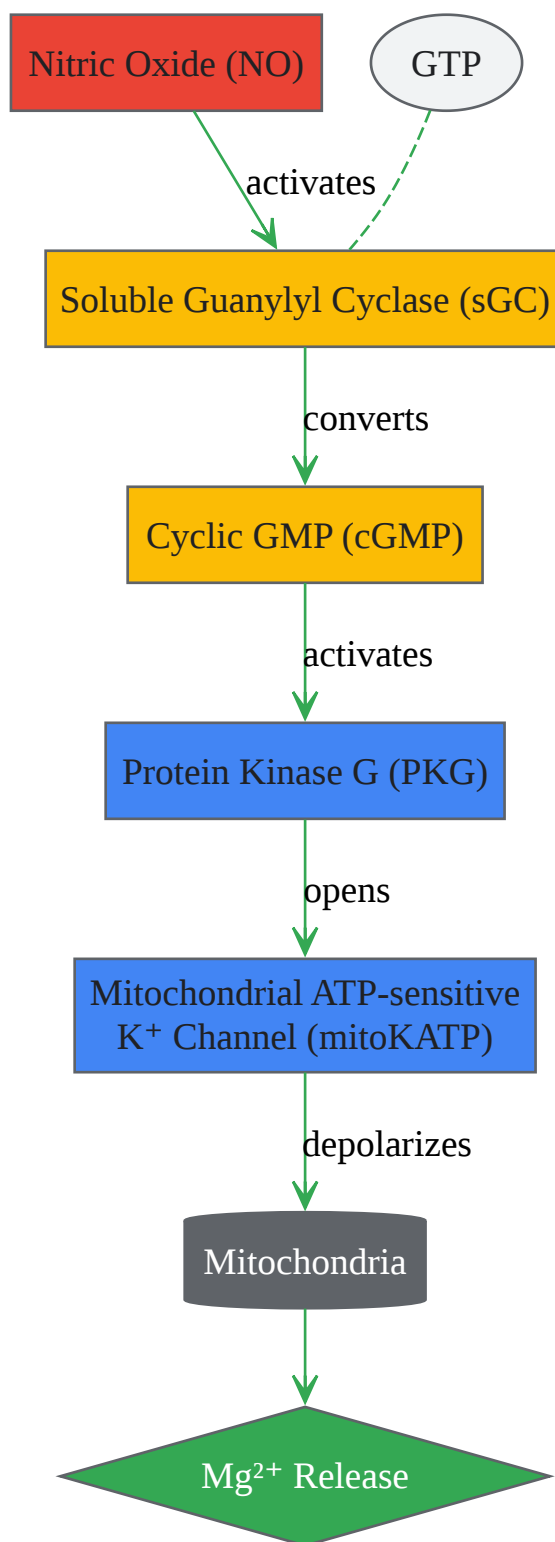 Nitric Oxide (NO)
GTP
activates
Soluble Guanylyl Cyclase (sGC)
converts
Cyclic GMP (cGMP)
activates
Protein Kinase G (PKG)
opens
Mitochondrial ATP-sensitive
K⁺ Channel (mitoKATP)
depolarizes
Mitochondria
Mg²⁺ Release